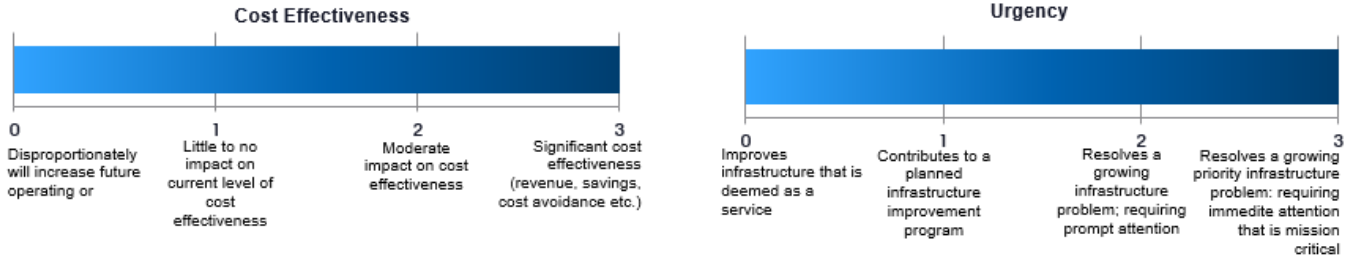 Cost Effectiveness
0
1
2
3
Disproportionately
will increase future
operating or
Little to no
impact on
current level of
cost
effectiveness
Moderate
impact on cost
effectiveness
Significant cost
effectiveness
(revenue, savings,
cost avoidance etc.)
Urgency
0
1
2
3
Improves
infrastructure that is
deemed as a
service
Contributes to a
planned
infrastructure
improvement
program
Resolves a
growing
infrastructure
problem; requiring
prompt attention
Resolves a growing
priority infrastructure
problem: requiring
immedite attention
that is mission
critical